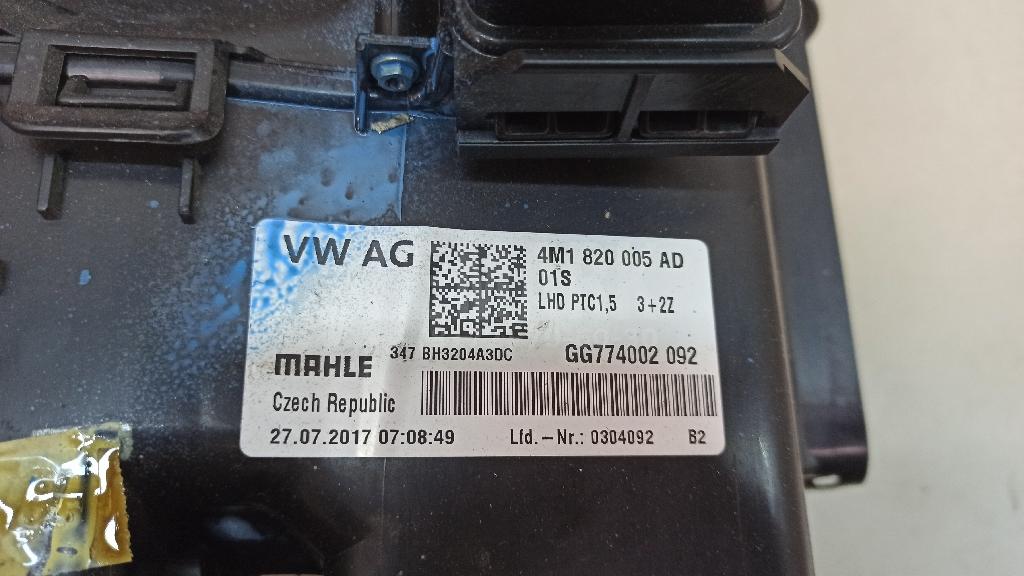 VW AG
4M1 820 005 AD
01S
LHD PTC1,5 3+2Z
MAHLE
347 BH3204A3DC
GG774002 092
Czech Republic
27.07.2017 07:08:49
Lfd.-Nr.: 0304092 B2